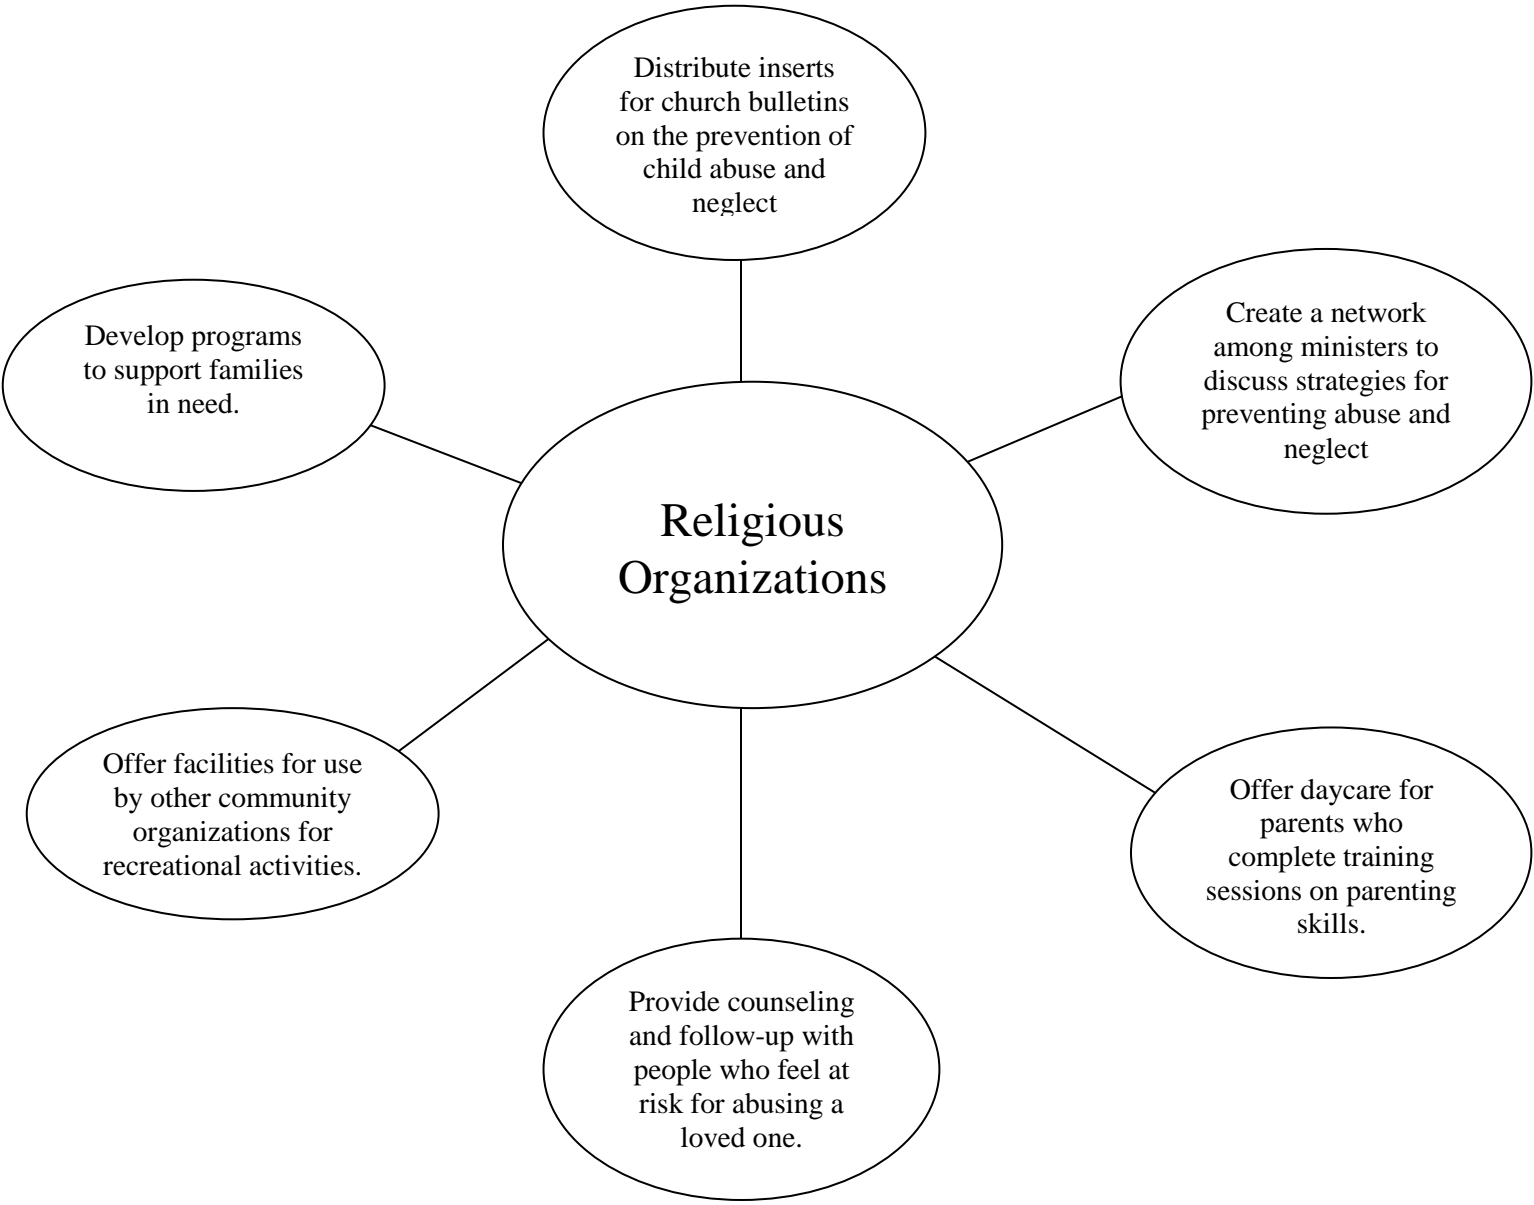 Distribute inserts
for church bulletins
on the prevention of
child abuse and
neglect
Create a network
among ministers to
discuss strategies for
preventing abuse and
neglect
Develop programs
to support families
in need.
Religious
Organizations
Offer facilities for use
by other community
organizations for
recreational activities.
Offer daycare for
parents who
complete training
sessions on parenting
skills.
Provide counseling
and follow-up with
people who feel at
risk for abusing a
loved one.